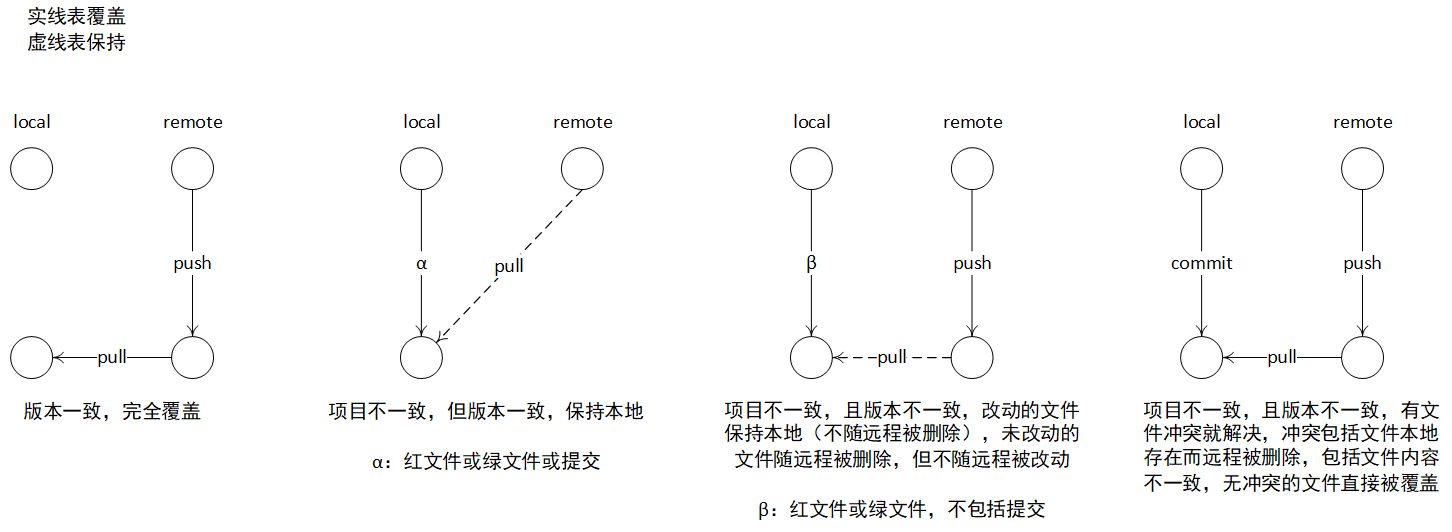 实线表覆盖
虚线表保持
local
remote
push
pull
版本一致，完全覆盖
local
remote
α
pull
项目不一致，但版本一致，保持本地
α：红文件或绿文件或提交
local
remote
β
push
pull
项目不一致，且版本不一致，改动的文件
保持本地（不随远程被删除），未改动的
文件随远程被删除，但不随远程被改动
β：红文件或绿文件，不包括提交
local
remote
commit
push
pull
项目不一致，且版本不一致，有文
件冲突就解决，冲突包括文件本地
存在而远程被删除，包括文件内容
不一致，无冲突的文件直接被覆盖